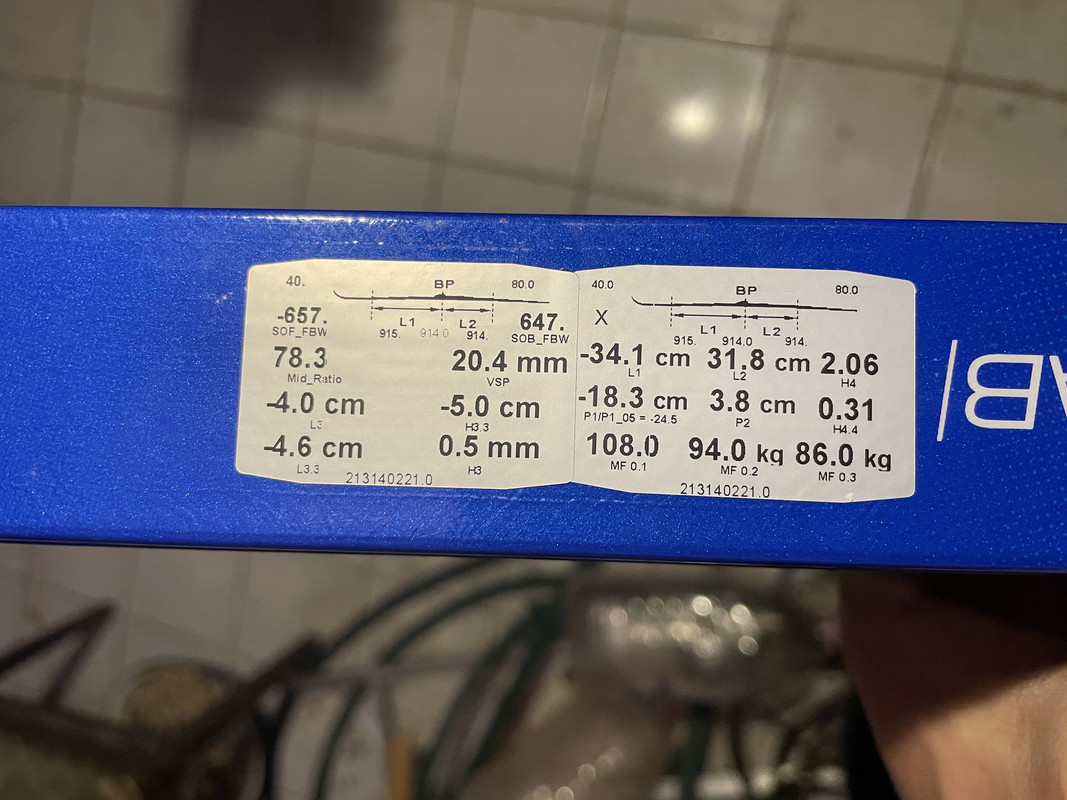 40. BP 80.0
-657. L1 L2 647.
SOF_FBW 915. 914.0 914. SOB_FBW
78.3 20.4 mm
Mid_Ratio VSP
-4.0 cm -5.0 cm
L3 H3.3
-4.6 cm 0.5 mm
L3.3 H3
213140221.0
40.0 BP 80.0
X L1 L2
915. 914.0 914.
-34.1 cm 31.8 cm 2.06
L1 L2 H4
-18.3 cm 3.8 cm 0.31
P1/P1_05 = -24.5 P2 H4.4
108.0 94.0 kg 86.0 kg
MF 0.1 MF 0.2 MF 0.3
213140221.0
AB